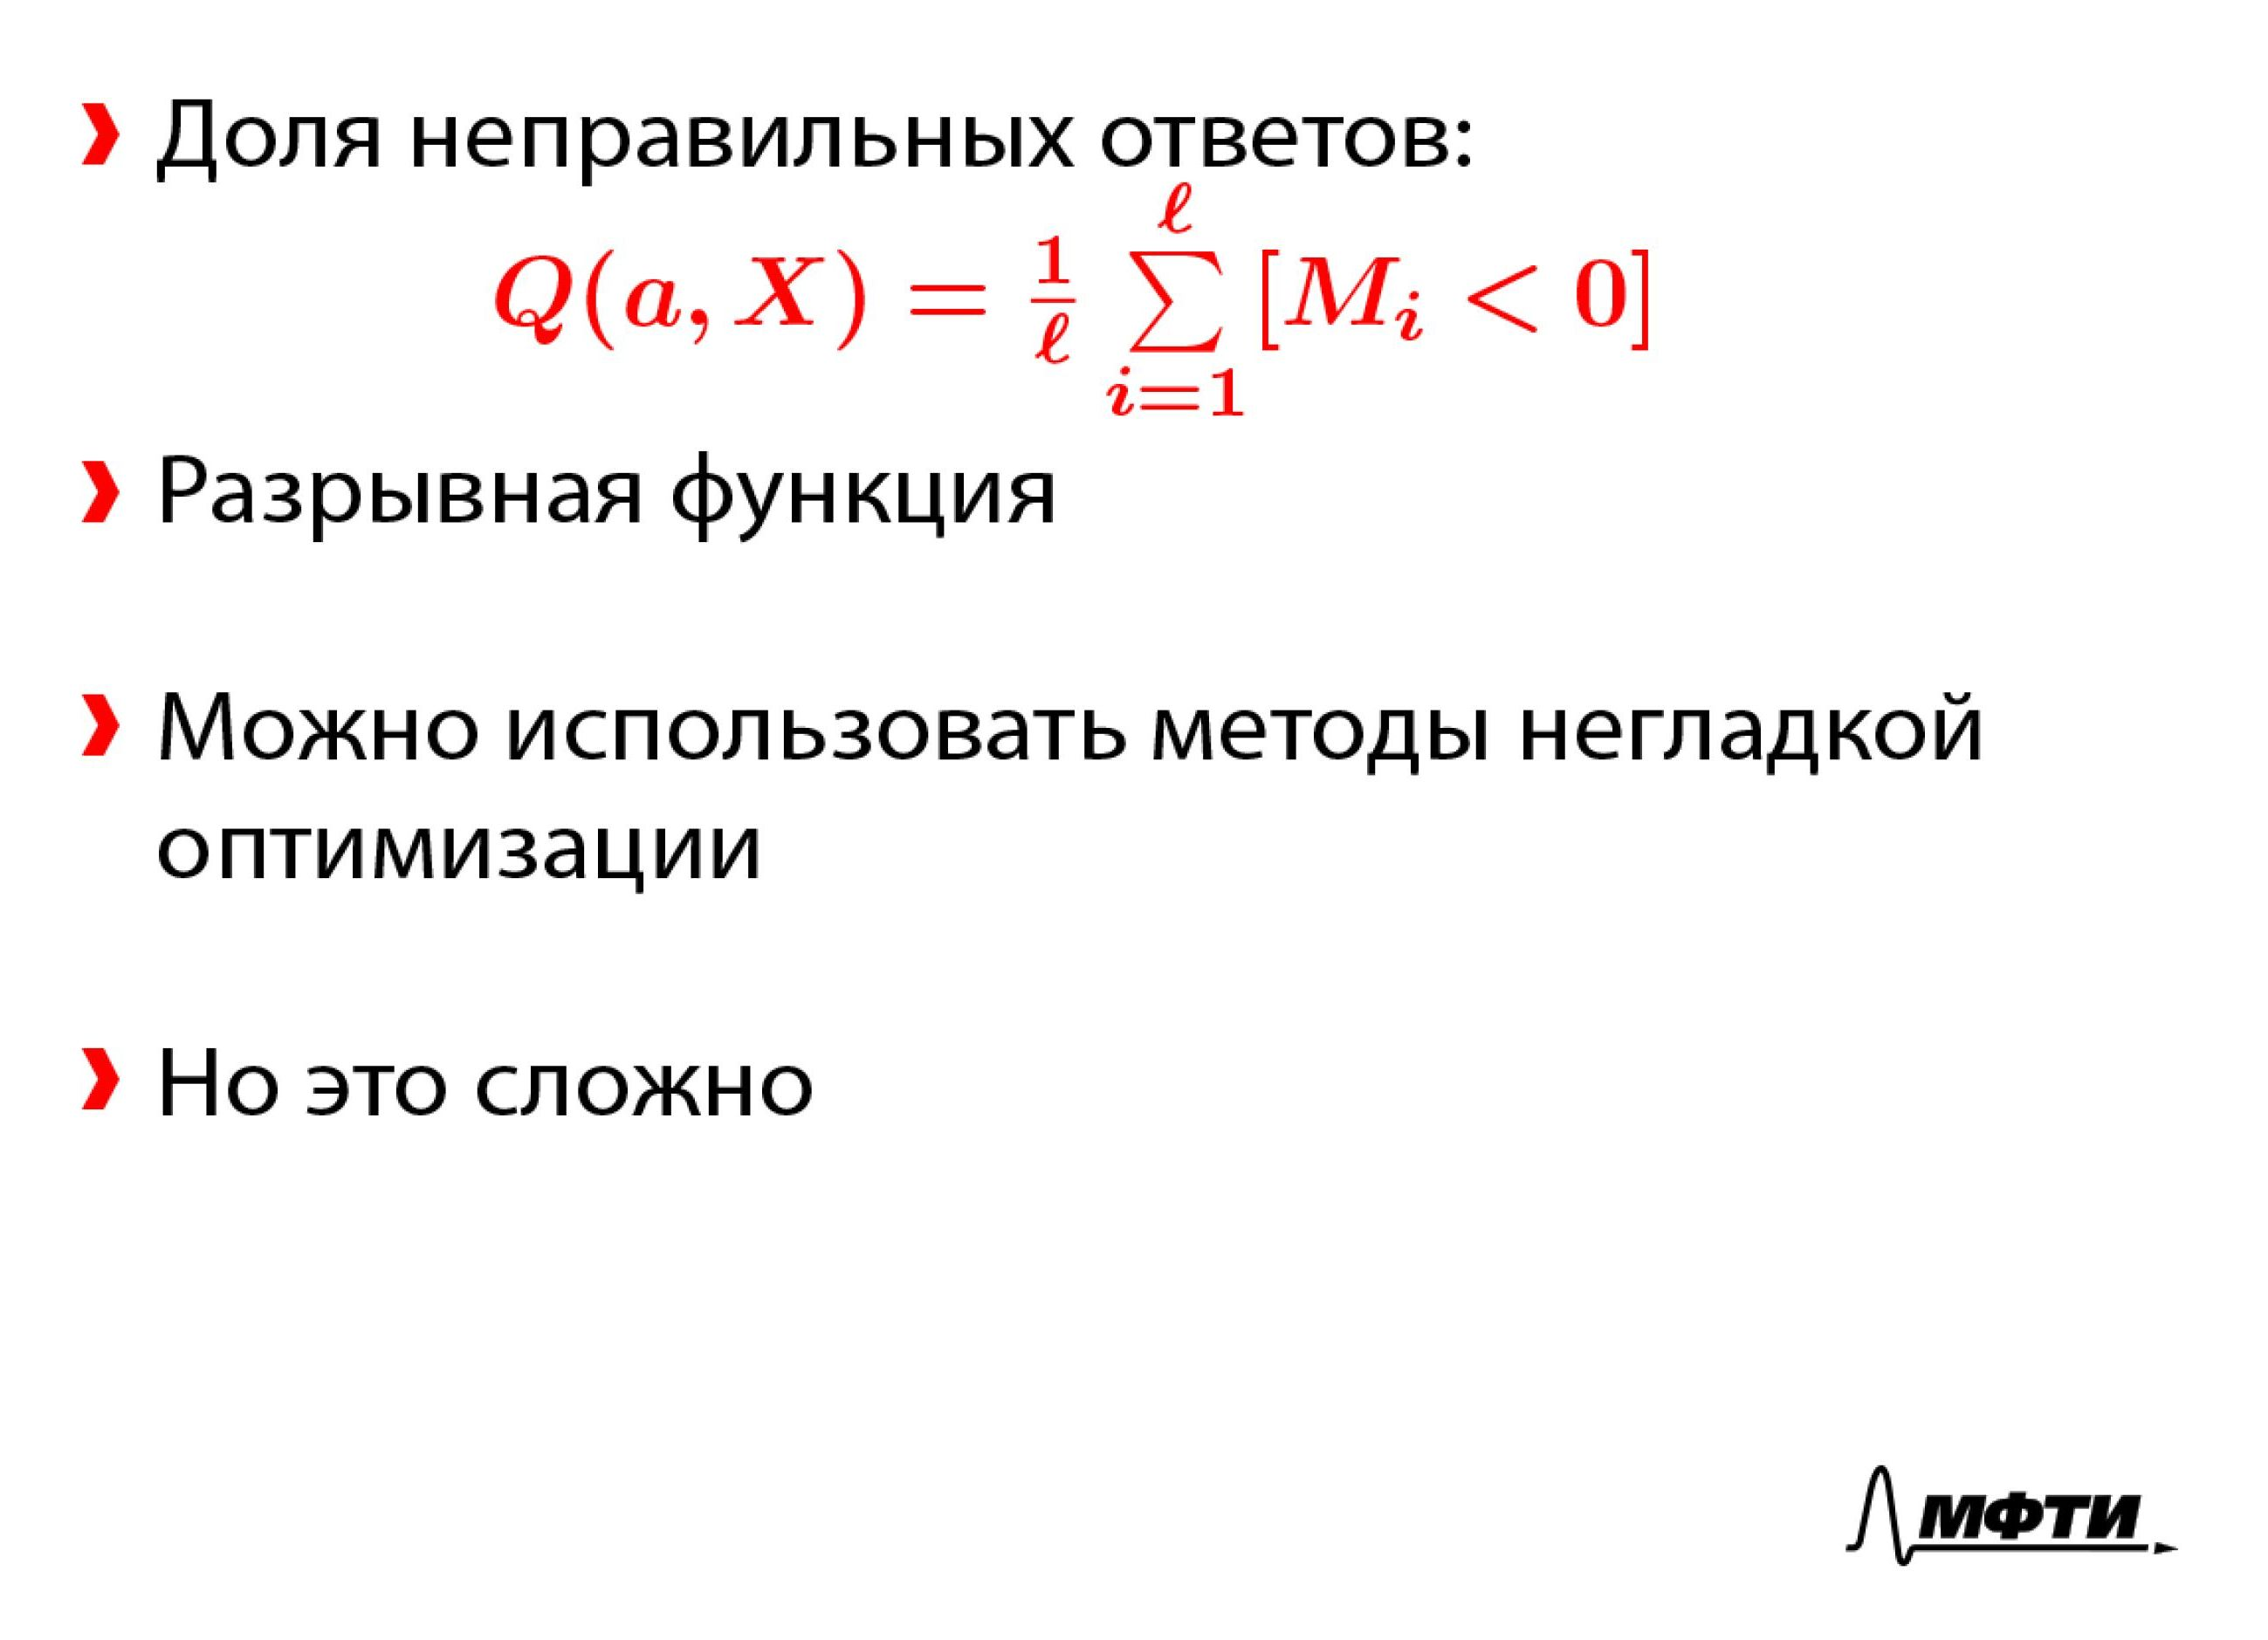 Доля неправильных ответов:
Q(a, X) = 1/ℓ ∑_{i=1}^{ℓ} [M_i < 0]
Разрывная функция
Можно использовать методы негладкой
оптимизации
Но это сложно
МФТИ